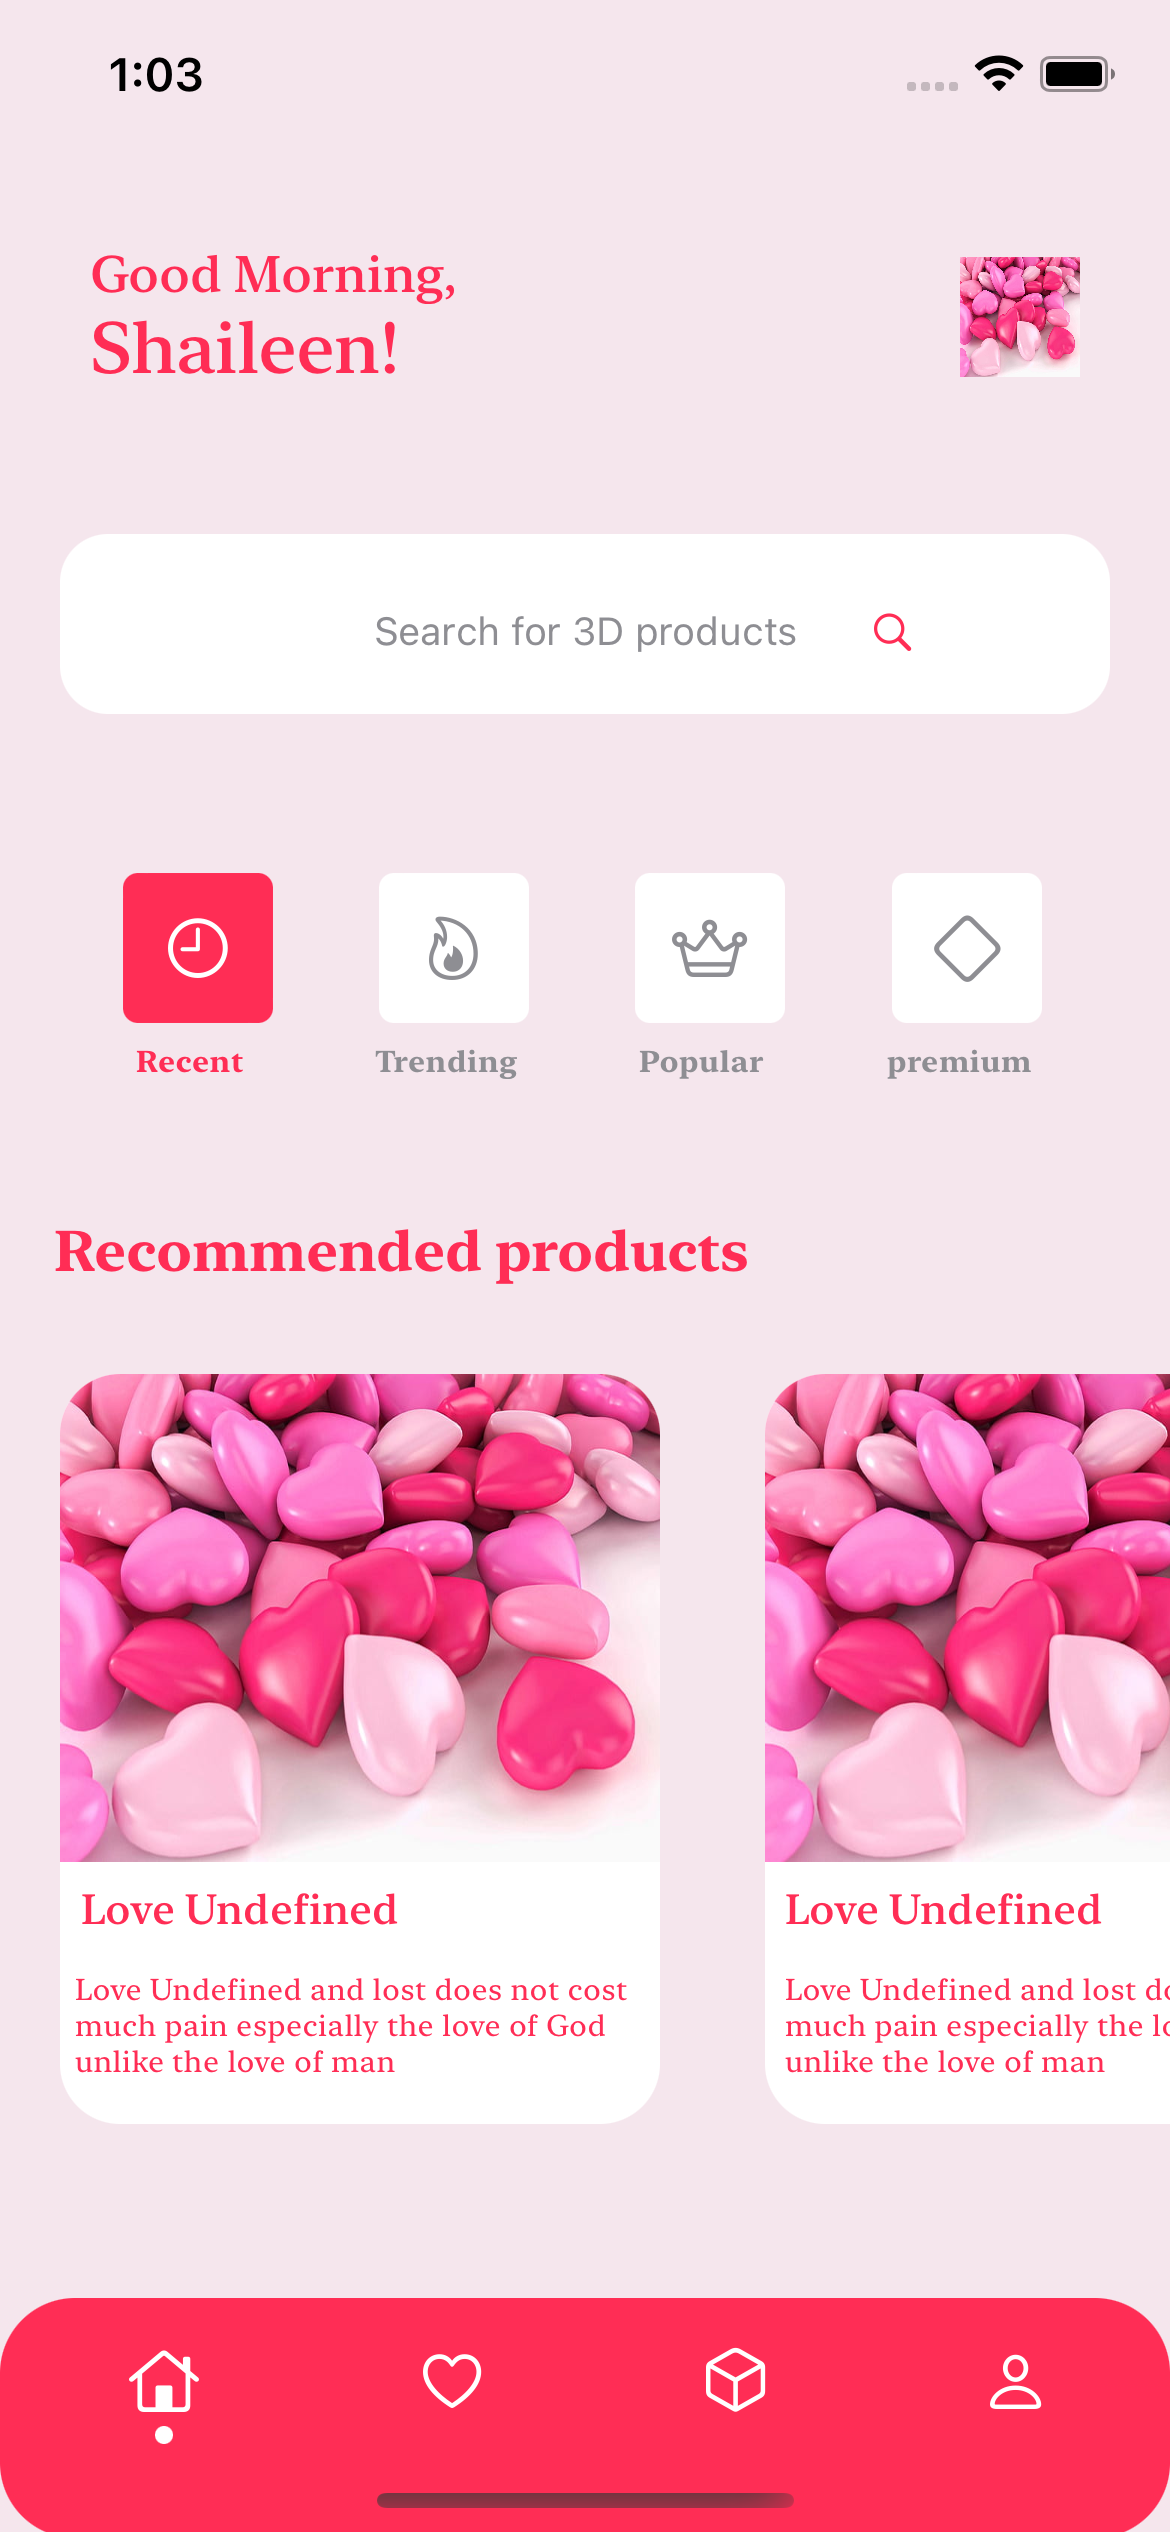 1:03
Good Morning,
Shaileen!
Search for 3D products
Recent
Trending
Popular
premium
Recommended products
Love Undefined
Love Undefined and lost does not cost
much pain especially the love of God
unlike the love of man
Love Undefined
Love Undefined and lost do
much pain especially the lo
unlike the love of man